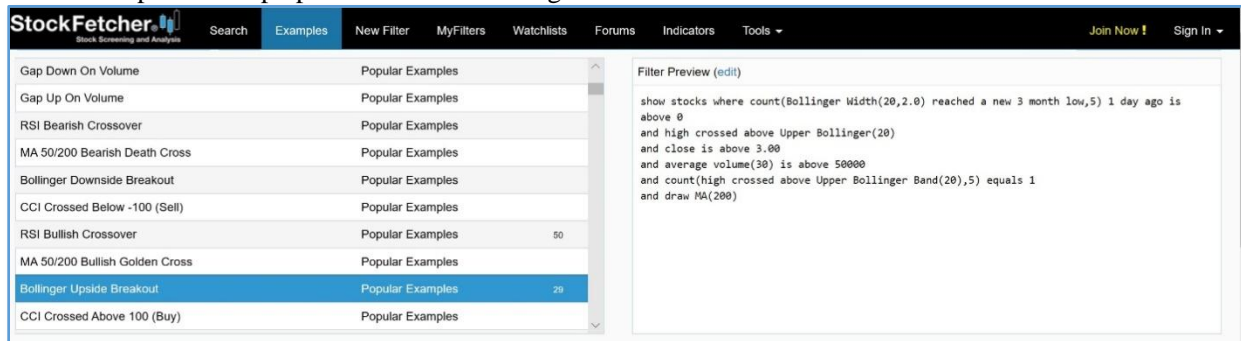 StockFetcher
Stock Screening and Analysis
Search Examples New Filter MyFilters Watchlists Forums Indicators Tools Join Now! Sign In
Gap Down On Volume Popular Examples
Gap Up On Volume Popular Examples
RSI Bearish Crossover Popular Examples
MA 50/200 Bearish Death Cross Popular Examples
Bollinger Downside Breakout Popular Examples
CCI Crossed Below -100 (Sell) Popular Examples
RSI Bullish Crossover Popular Examples 50
MA 50/200 Bullish Golden Cross Popular Examples
Bollinger Upside Breakout Popular Examples 29
CCI Crossed Above 100 (Buy) Popular Examples
Filter Preview (edit)
show stocks where count(Bollinger Width(20,2.0) reached a new 3 month low,5) 1 day ago is
above 0
and high crossed above Upper Bollinger(20)
and close is above 3.00
and average volume(30) is above 50000
and count(high crossed above Upper Bollinger Band(20),5) equals 1
and draw MA(200)